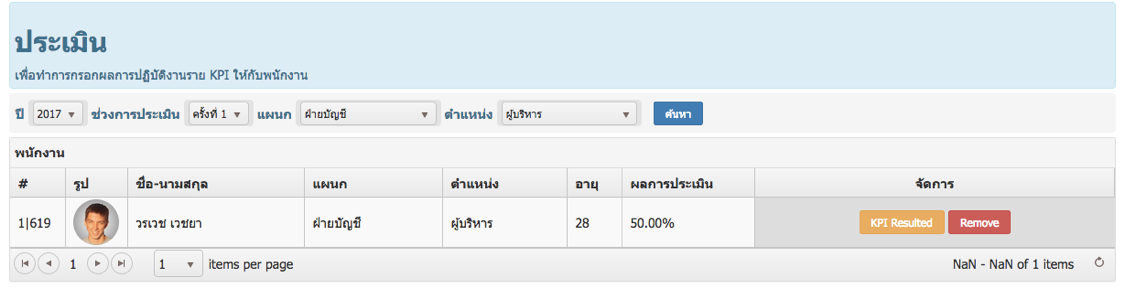 ประเมิน
เพื่อทำการกรอกผลการปฏิบัติงานราย KPI ให้กับพนักงาน
ปี 2017 ช่วงการประเมิน ครั้งที่ 1 แผนก ฝ่ายบัญชี ตำแหน่ง ผู้บริหาร ค้นหา
พนักงาน
# รูป ชื่อ-นามสกุล แผนก ตำแหน่ง อายุ ผลการประเมิน จัดการ
1|619 วรเวช เวชยา ฝ่ายบัญชี ผู้บริหาร 28 50.00% KPI Resulted Remove
1 1 items per page NaN - NaN of 1 items